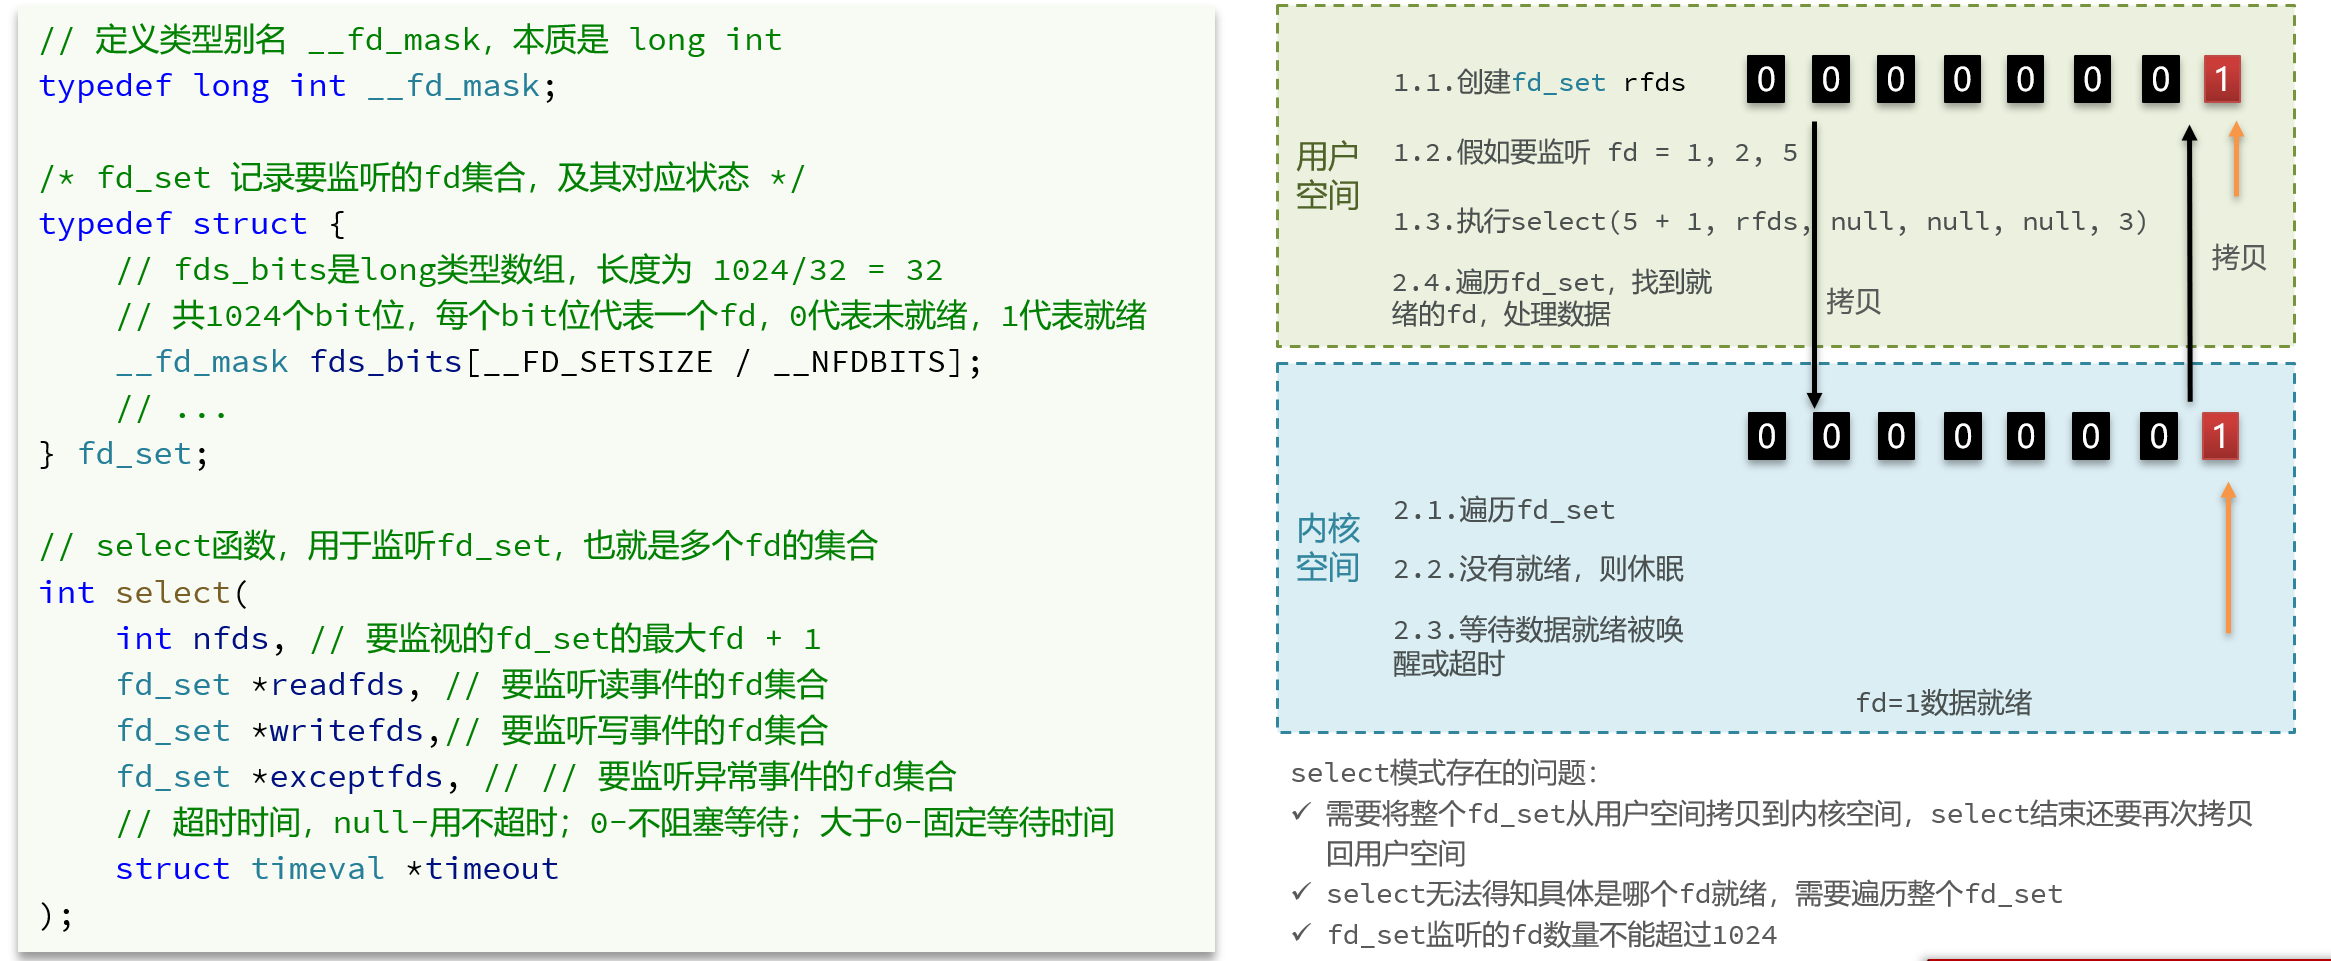 // 定义类型别名 __fd_mask，本质是 long int
typedef long int __fd_mask;
/* fd_set 记录要监听的fd集合，及其对应状态 */
typedef struct {
// fds_bits是long类型数组，长度为 1024/32 = 32
// 共1024个bit位，每个bit位代表一个fd，0代表未就绪，1代表就绪
__fd_mask fds_bits[__FD_SETSIZE / __NFDBITS];
// ...
} fd_set;
// select函数，用于监听fd_set，也就是多个fd的集合
int select(
int nfds, // 要监视的fd_set的最大fd + 1
fd_set *readfds, // 要监听读事件的fd集合
fd_set *writefds,// 要监听写事件的fd集合
fd_set *exceptfds, // // 要监听异常事件的fd集合
// 超时时间，null-用不超时；0-不阻塞等待；大于0-固定等待时间
struct timeval *timeout
);
用户
空间
1.1.创建fd_set rfds
0 0 0 0 0 0 0 1
1.2.假如要监听 fd = 1, 2, 5
1.3.执行select(5 + 1, rfds, null, null, null, 3)
2.4.遍历fd_set，找到就
绪的fd，处理数据
拷贝
拷贝
内核
空间
0 0 0 0 0 0 0 1
2.1.遍历fd_set
2.2.没有就绪，则休眠
2.3.等待数据就绪被唤
醒或超时
fd=1数据就绪
select模式存在的问题：
✓ 需要将整个fd_set从用户空间拷贝到内核空间，select结束还要再次拷贝
回用户空间
✓ select无法得知具体是哪个fd就绪，需要遍历整个fd_set
✓ fd_set监听的fd数量不能超过1024